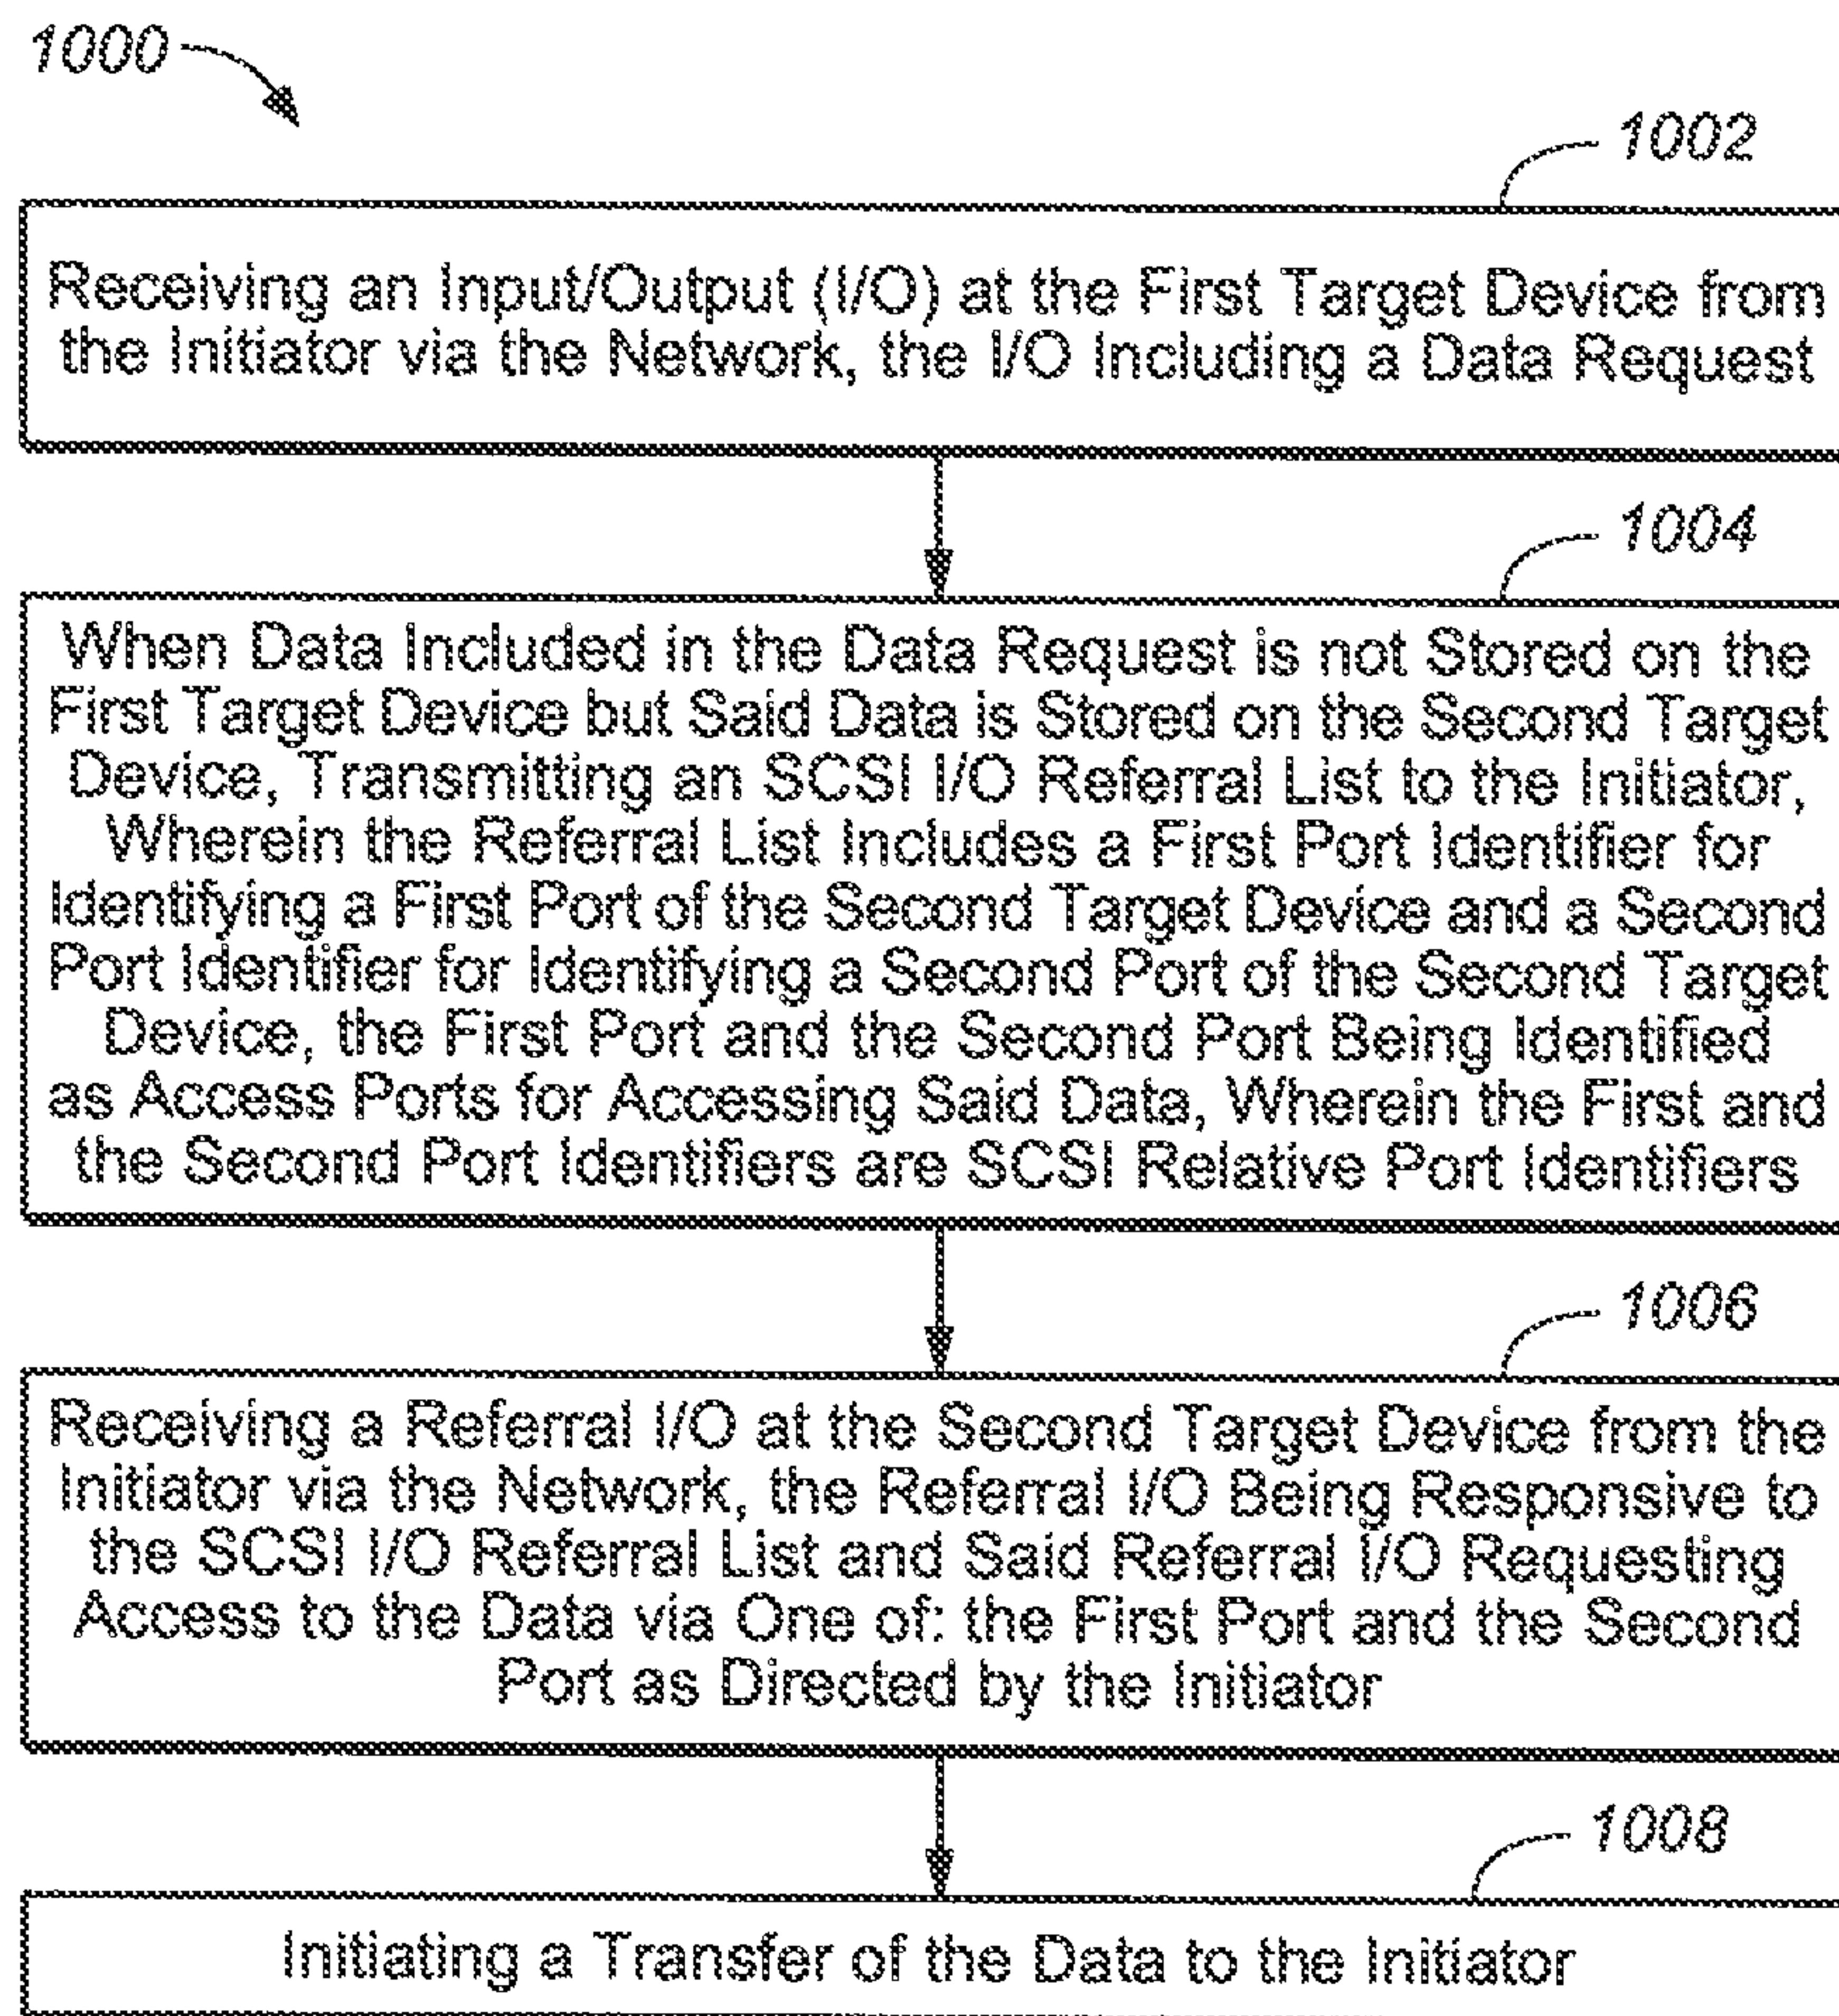 1000
1002
Receiving an Input/Output (I/O) at the First Target Device from
the Initiator via the Network, the I/O Including a Data Request
1004
When Data Included in the Data Request is not Stored on the
First Target Device but Said Data is Stored on the Second Target
Device, Transmitting an SCSI I/O Referral List to the Initiator,
Wherein the Referral List Includes a First Port Identifier for
Identifying a First Port of the Second Target Device and a Second
Port Identifier for Identifying a Second Port of the Second Target
Device, the First Port and the Second Port Being Identified
as Access Ports for Accessing Said Data, Wherein the First and
the Second Port Identifiers are SCSI Relative Port Identifiers
1006
Receiving a Referral I/O at the Second Target Device from the
Initiator via the Network, the Referral I/O Being Responsive to
the SCSI I/O Referral List and Said Referral I/O Requesting
Access to the Data via One of: the First Port and the Second
Port as Directed by the Initiator
1008
Initiating a Transfer of the Data to the Initiator